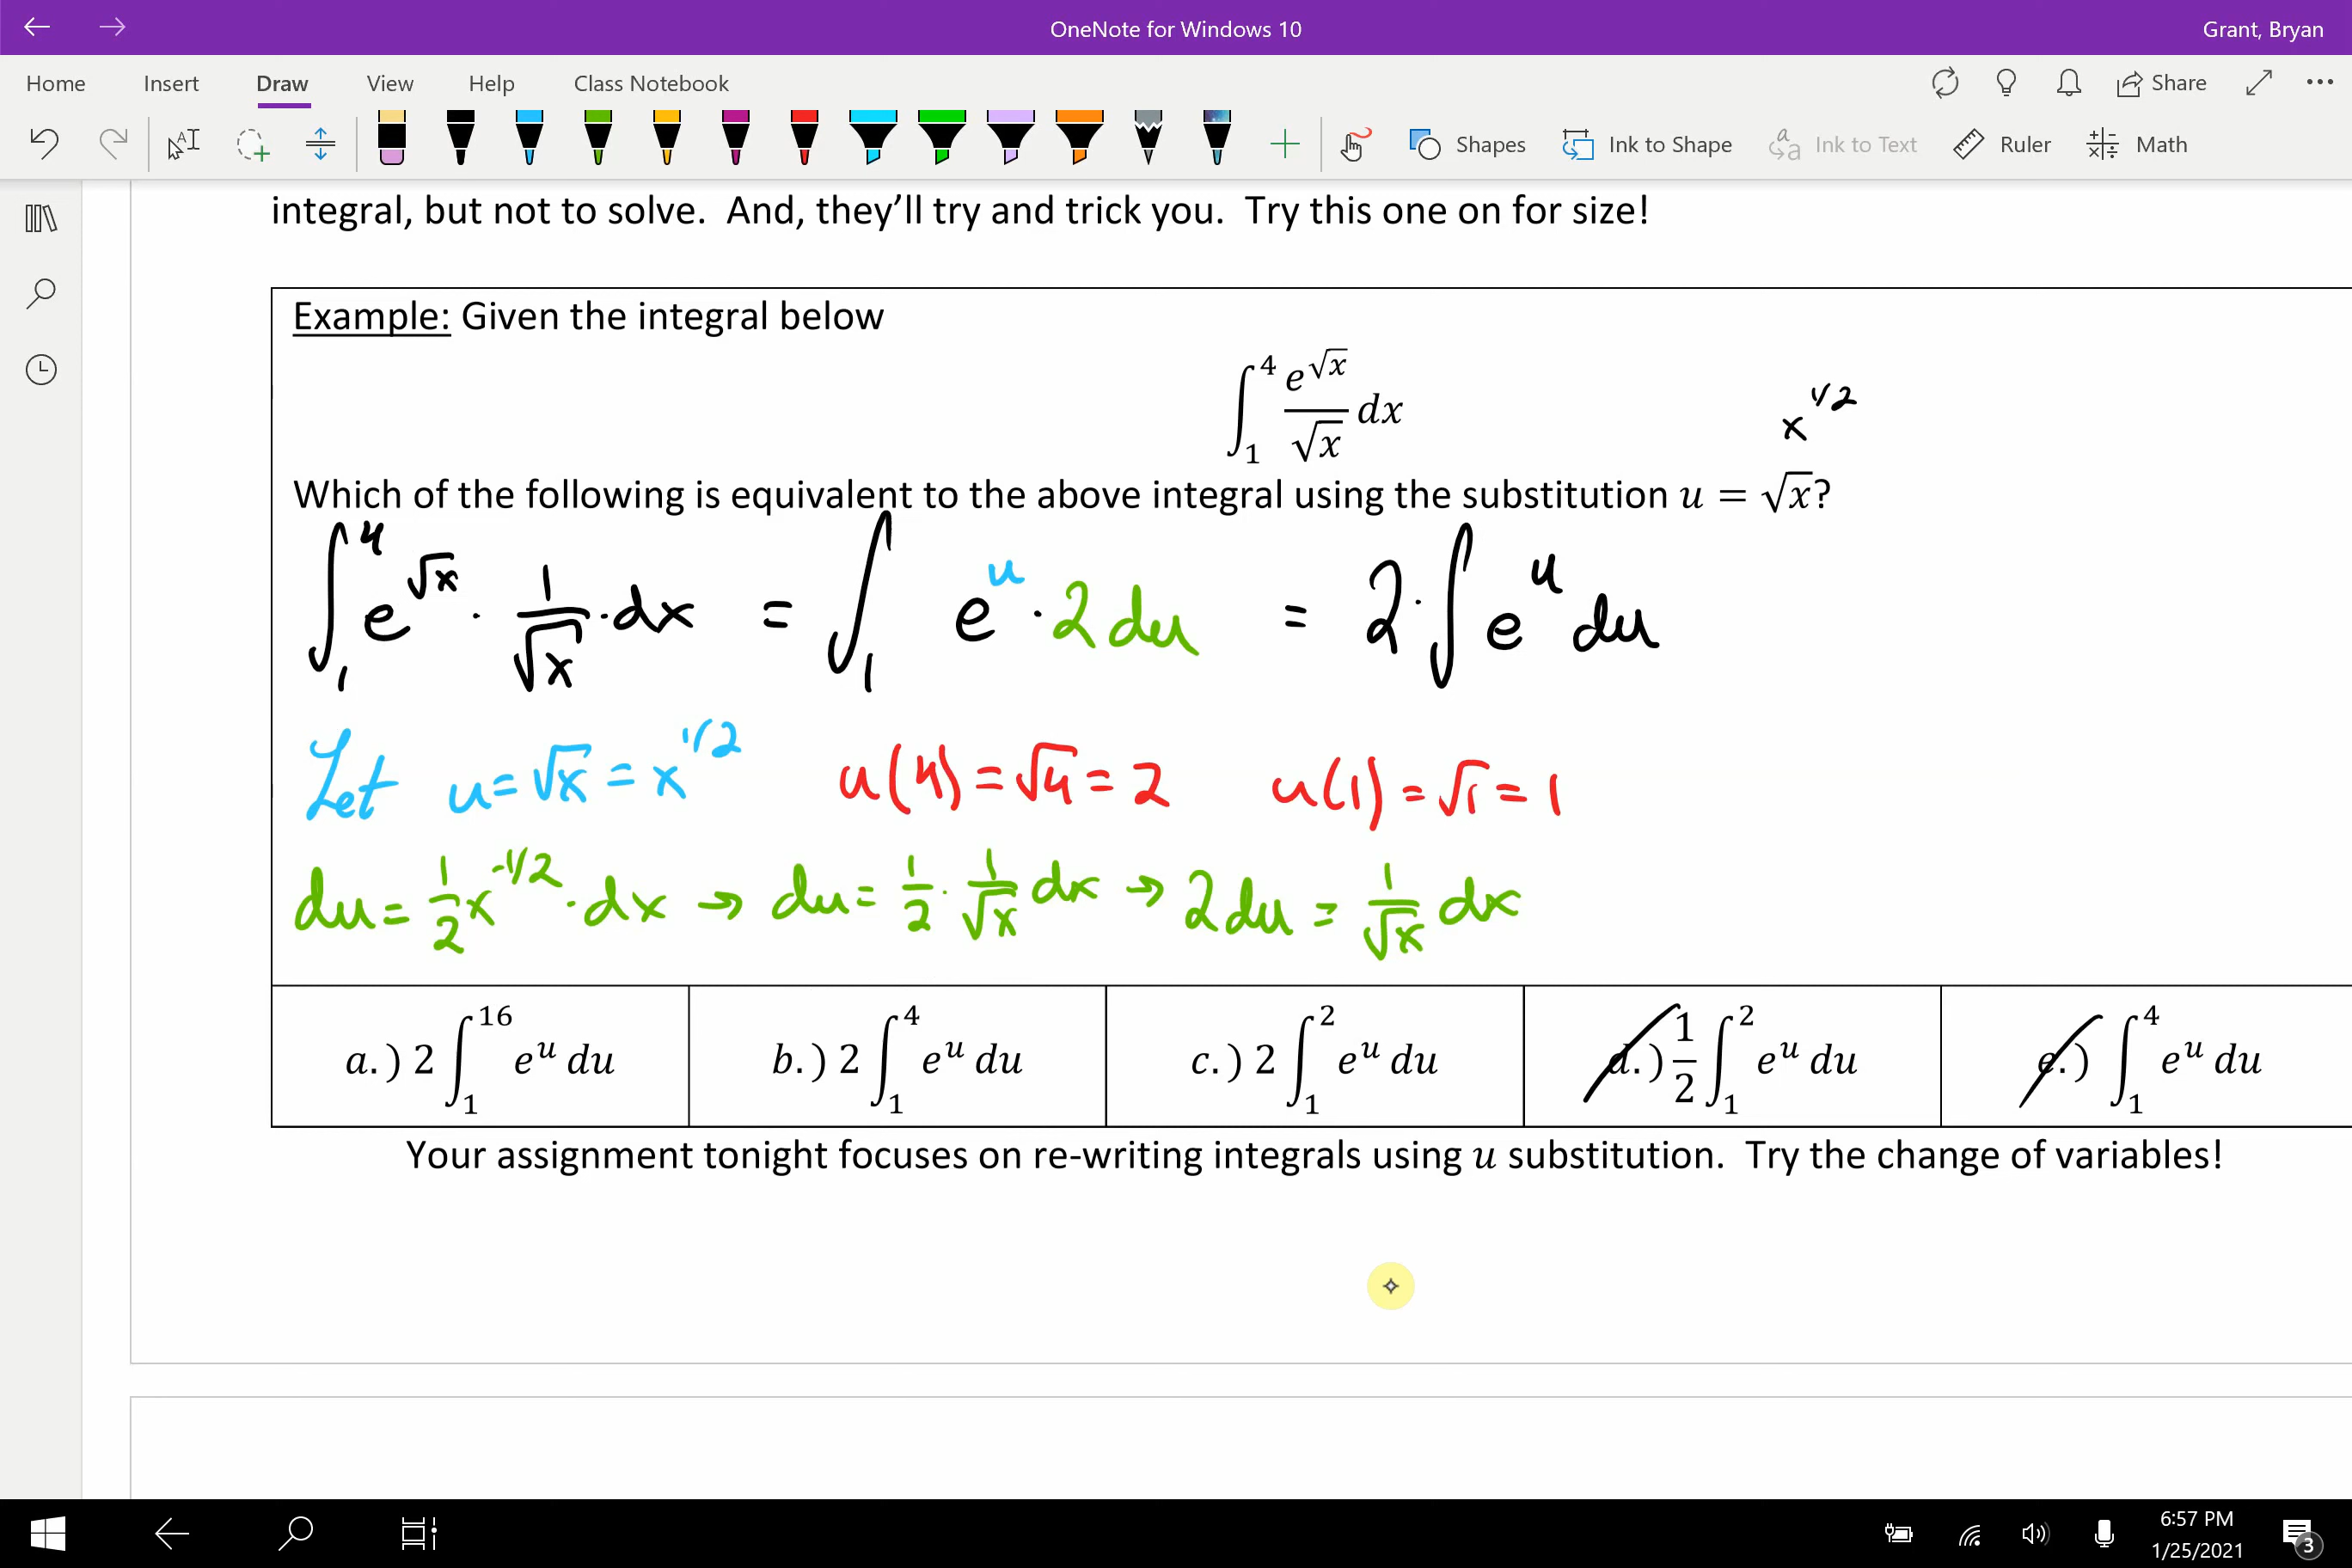 OneNote for Windows 10
Grant, Bryan
Home Insert Draw View Help Class Notebook Share
Shapes Ink to Shape Ink to Text Ruler Math
integral, but not to solve. And, they’ll try and trick you. Try this one on for size!
Example: Given the integral below
∫₁⁴ e^√x / √x dx
x^1/2
Which of the following is equivalent to the above integral using the substitution u = √x?
∫₁⁴ e^√x · 1/√x · dx = ∫₁ e^u · 2 du = 2 · ∫ e^u du
Let u = √x = x^1/2 u(4) = √4 = 2 u(1) = √1 = 1
du = 1/2 x^-1/2 · dx → du = 1/2 · 1/√x dx → 2 du = 1/√x dx
a.) 2 ∫₁¹⁶ e^u du b.) 2 ∫₁⁴ e^u du c.) 2 ∫₁² e^u du d.) 1/2 ∫₁² e^u du e.) ∫₁⁴ e^u du
Your assignment tonight focuses on re-writing integrals using u substitution. Try the change of variables!
6:57 PM
1/25/2021
3